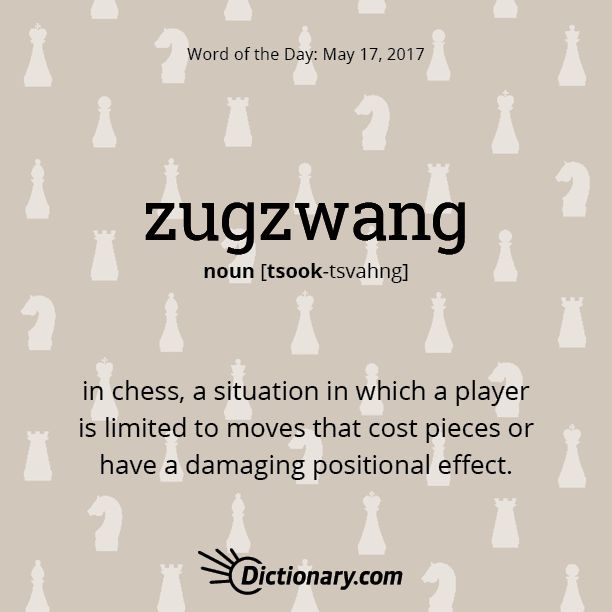 Word of the Day: May 17, 2017
zugzwang
noun [tsook-tsvahng]
in chess, a situation in which a player
is limited to moves that cost pieces or
have a damaging positional effect.
Dictionary.com